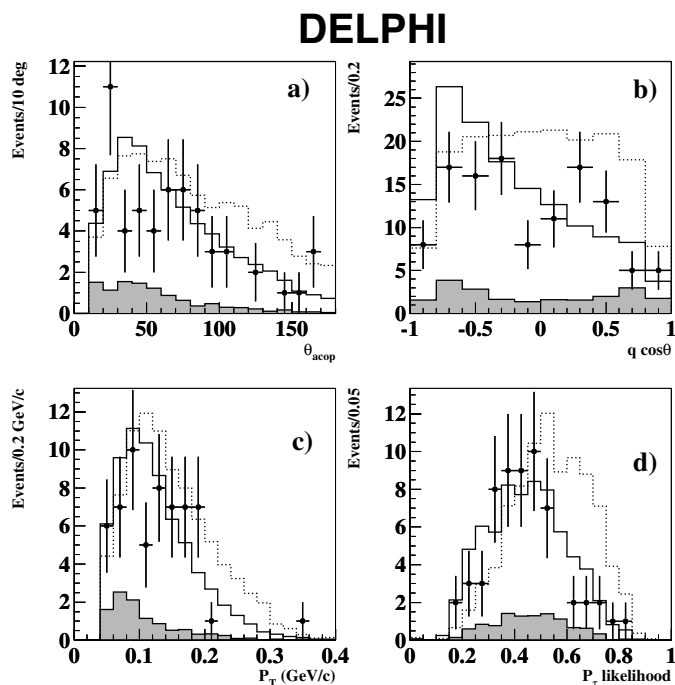 DELPHI
Events/10 deg
12
10
8
6
4
2
0
0 50 100 150
θacop
a)
Events/0.2
25
20
15
10
5
0
-1 -0.5 0 0.5 1
q cosθ
b)
Events/0.2 GeV/c
12
10
8
6
4
2
0
0 0.1 0.2 0.3 0.4
PT (GeV/c)
c)
Events/0.05
12
10
8
6
4
2
0
0 0.2 0.4 0.6 0.8 1
Pτ likelihood
d)